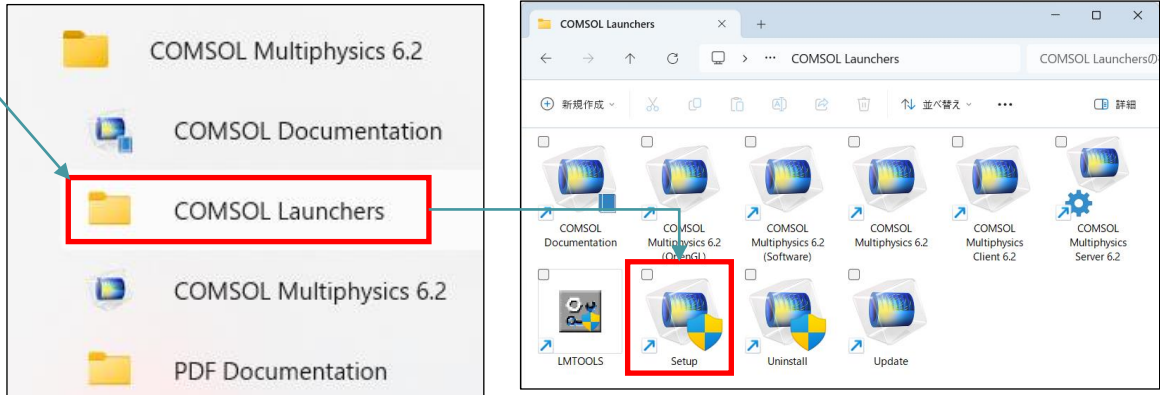 COMSOL Multiphysics 6.2
COMSOL Documentation
COMSOL Launchers
COMSOL Multiphysics 6.2
PDF Documentation
COMSOL Launchers
COMSOL Launchers
COMSOL Launchersの
新規作成
並べ替え
詳細
COMSOL
Documentation
COMSOL
Multiphysics 6.2
(OpenGL)
COMSOL
Multiphysics 6.2
(Software)
COMSOL
Multiphysics 6.2
COMSOL
Multiphysics
Client 6.2
COMSOL
Multiphysics
Server 6.2
LMTOOLS
Setup
Uninstall
Update